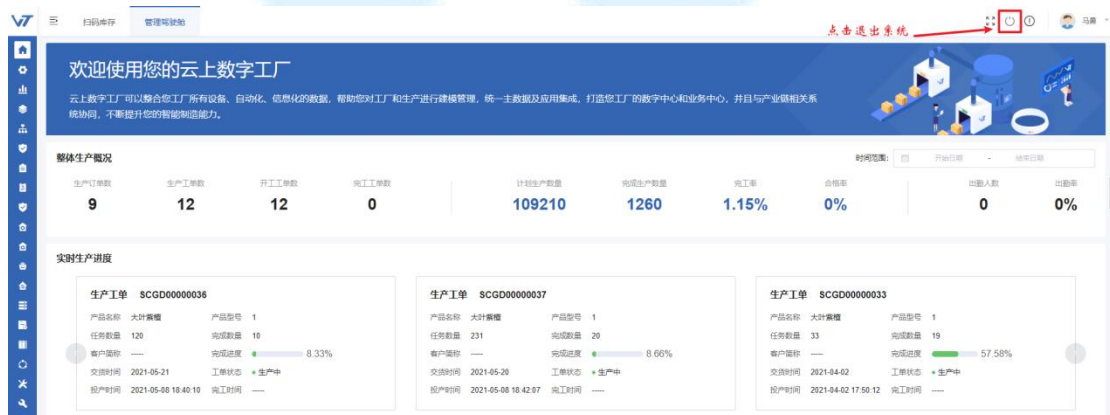 扫码库存 管理驾驶舱
点击退出系统
马勇
欢迎使用您的云上数字工厂
云上数字工厂可以整合您工厂所有设备、自动化、信息化的数据，帮助您对工厂和生产进行建模管理，统一主数据及应用集成，打造您工厂的数字中心和业务中心，并且与产业链相关系
统协同，不断提升您的智能制造能力。
整体生产概况 时间范围: 开始日期 - 结束日期
生产订单数 生产工单数 开工工单数 完工工单数 计划生产数量 完成生产数量 完工率 合格率 出勤人数 出勤率
9 12 12 0 109210 1260 1.15% 0% 0 0%
实时生产进度
生产工单 SCGD00000036 生产工单 SCGD00000037 生产工单 SCGD00000033
产品名称 大叶紫檀 产品型号 1 产品名称 大叶紫檀 产品型号 1 产品名称 大叶紫檀 产品型号 1
任务数量 120 完成数量 10 任务数量 231 完成数量 20 任务数量 33 完成数量 19
客户简称 ---- 完成进度 8.33% 客户简称 ---- 完成进度 8.66% 客户简称 ---- 完成进度 57.58%
交货时间 2021-05-21 工单状态 生产中 交货时间 2021-05-20 工单状态 生产中 交货时间 2021-04-02 工单状态 生产中
投产时间 2021-05-08 18:40:10 完工时间 ---- 投产时间 2021-05-08 18:42:07 完工时间 ---- 投产时间 2021-04-02 17:50:12 完工时间 ----